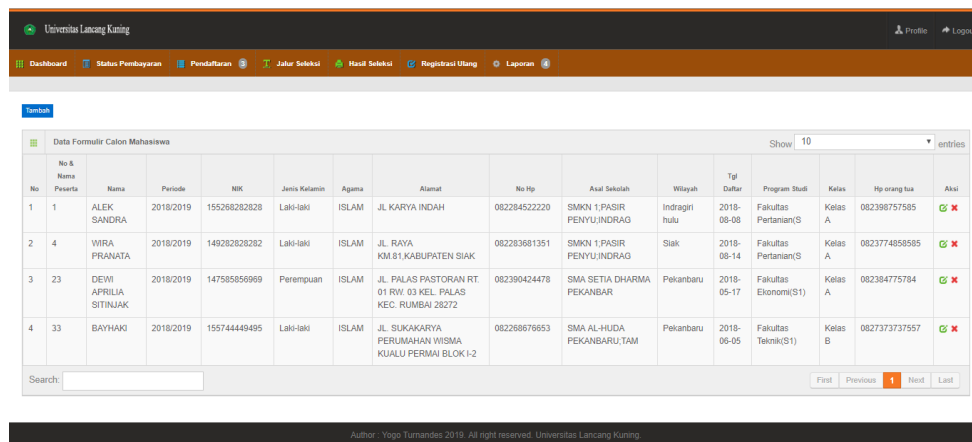 Universitas Lancang Kuning
Profile Logou
Dashboard Status Pembayaran Pendaftaran 3 Jalur Seleksi Hasil Seleksi Registrasi Ulang Laporan 4
Tambah
Data Formulir Calon Mahasiswa Show 10 entries
No No & Nama Peserta Nama Periode NIK Jenis Kelamin Agama Alamat No Hp Asal Sekolah Wilayah Tgl Daftar Program Studi Kelas Hp orang tua Aksi
1 1 ALEK SANDRA 2018/2019 155268282828 Laki-laki ISLAM JL KARYA INDAH 082284522220 SMKN 1;PASIR PENYU;INDRAG Indragiri hulu 2018-08-08 Fakultas Pertanian(S Kelas A 082398757585
2 4 WIRA PRANATA 2018/2019 149282828282 Laki-laki ISLAM JL. RAYA KM.81,KABUPATEN SIAK 082283681351 SMKN 1;PASIR PENYU;INDRAG Siak 2018-08-14 Fakultas Pertanian(S Kelas A 0823774858585
3 23 DEWI APRILIA SITINJAK 2018/2019 147585856969 Perempuan ISLAM JL. PALAS PASTORAN RT. 01 RW. 03 KEL. PALAS KEC. RUMBAI 28272 082390424478 SMA SETIA DHARMA PEKANBAR Pekanbaru 2018-05-17 Fakultas Ekonomi(S1) Kelas A 082384775784
4 33 BAYHAKI 2018/2019 155744449495 Laki-laki ISLAM JL. SUKAKARYA PERUMAHAN WISMA KUALU PERMAI BLOK I-2 082268676653 SMA AL-HUDA PEKANBARU;TAM Pekanbaru 2018-06-05 Fakultas Teknik(S1) Kelas B 0827373737557
Search: First Previous 1 Next Last
Author : Yogo Turnandes 2019. All right reserved. Universitas Lancang Kuning.